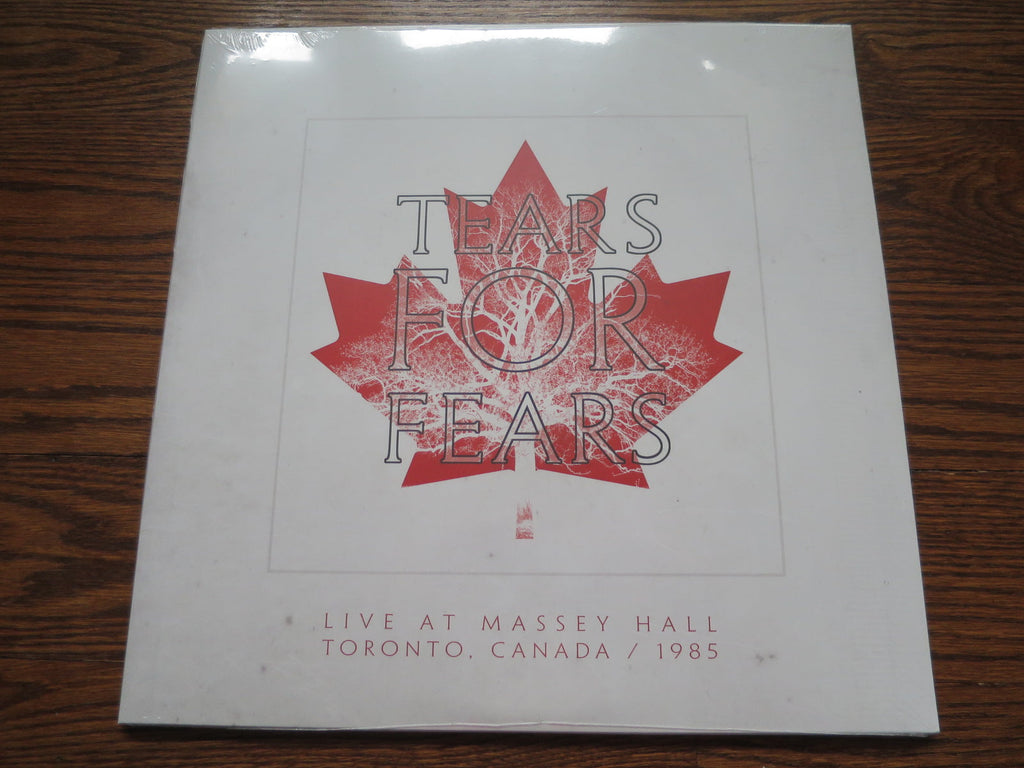 TEARS
FOR
FEARS
LIVE AT MASSEY HALL
TORONTO, CANADA / 1985